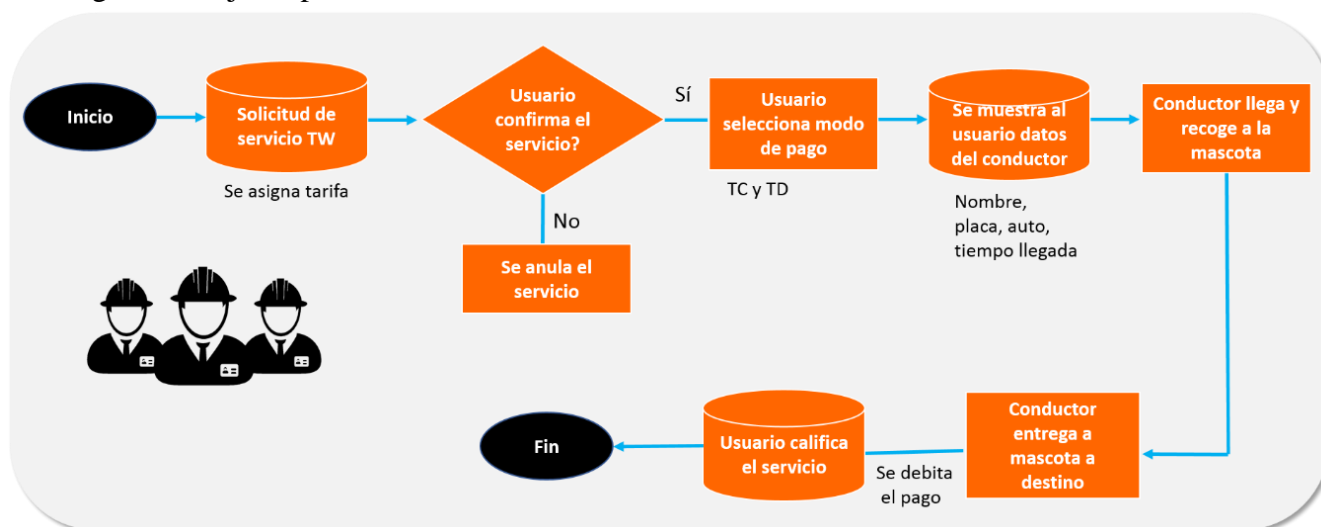 Inicio
Solicitud de
servicio TW
Se asigna tarifa
Usuario
confirma el
servicio?
Sí
No
Se anula el
servicio
Usuario
selecciona modo
de pago
TC y TD
Se muestra al
usuario datos
del conductor
Nombre,
placa, auto,
tiempo llegada
Conductor llega y
recoge a la
mascota
Conductor
entrega a
mascota a
destino
Se debita
el pago
Usuario califica
el servicio
Fin